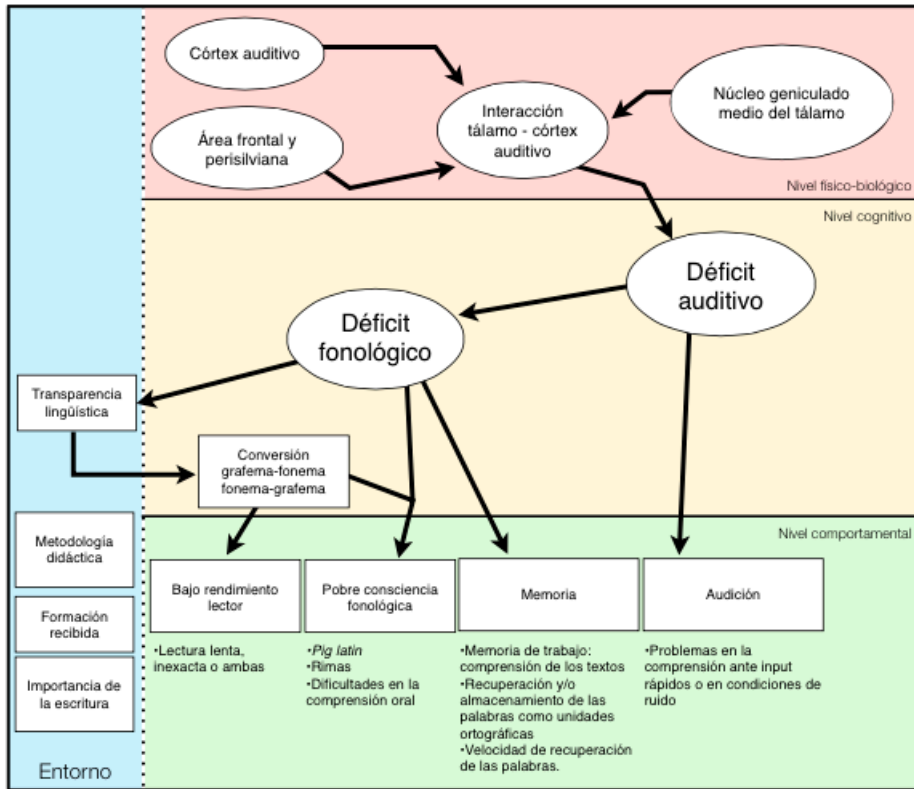 Córtex auditivo
Área frontal y
perisilviana
Interacción
tálamo - córtex
auditivo
Núcleo geniculado
medio del tálamo
Nivel físico-biológico
Nivel cognitivo
Déficit
auditivo
Déficit
fonológico
Transparencia
lingüística
Conversión
grafema-fonema
fonema-grafema
Nivel comportamental
Metodología
didáctica
Formación
recibida
Importancia de
la escritura
Entorno
Bajo rendimiento
lector
•Lectura lenta,
inexacta o ambas
Pobre consciencia
fonológica
•Pig latin
•Rimas
•Dificultades en la
comprensión oral
Memoria
•Memoria de trabajo:
comprensión de los textos
•Recuperación y/o
almacenamiento de las
palabras como unidades
ortográficas
•Velocidad de recuperación
de las palabras.
Audición
•Problemas en la
comprensión ante input
rápidos o en condiciones de
ruido